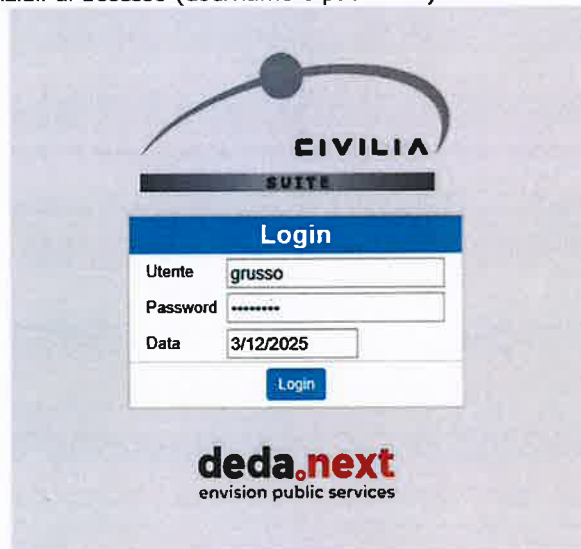 CIVILIA
SUITE
Login
Utente grusso
Password ••••••••
Data 3/12/2025
Login
deda.next
envision public services